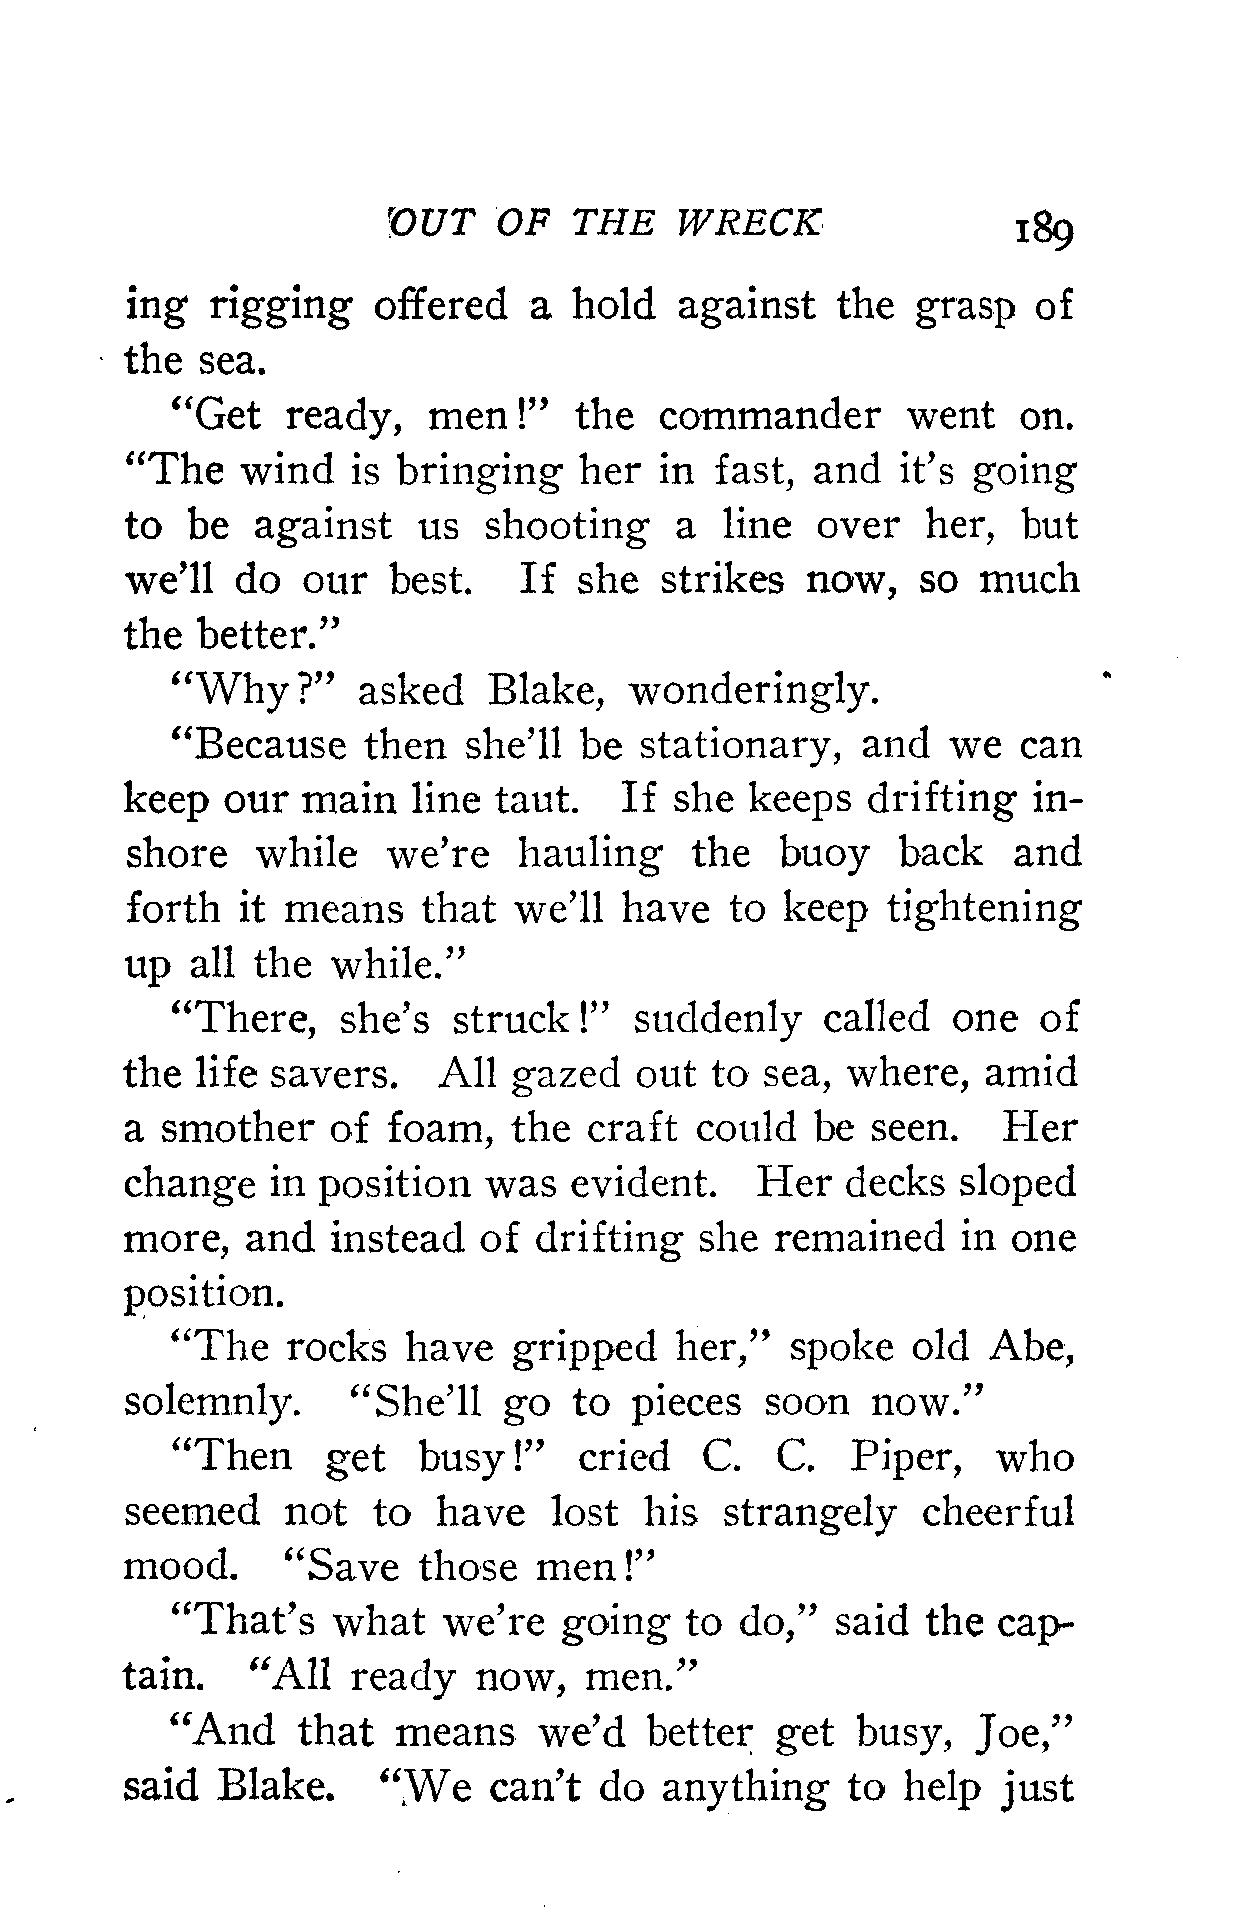 OUT OF THE WRECK 189
ing rigging offered a hold against the grasp of
the sea.
“Get ready, men!” the commander went on.
“The wind is bringing her in fast, and it’s going
to be against us shooting a line over her, but
we’ll do our best. If she strikes now, so much
the better.”
“Why?” asked Blake, wonderingly.
“Because then she’ll be stationary, and we can
keep our main line taut. If she keeps drifting in-
shore while we’re hauling the buoy back and
forth it means that we’ll have to keep tightening
up all the while.”
“There, she’s struck!” suddenly called one of
the life savers. All gazed out to sea, where, amid
a smother of foam, the craft could be seen. Her
change in position was evident. Her decks sloped
more, and instead of drifting she remained in one
position.
“The rocks have gripped her,” spoke old Abe,
solemnly. “She’ll go to pieces soon now.”
“Then get busy!” cried C. C. Piper, who
seemed not to have lost his strangely cheerful
mood. “Save those men!”
“That’s what we’re going to do,” said the cap-
tain. “All ready now, men.”
“And that means we’d better get busy, Joe,”
said Blake. “We can’t do anything to help just